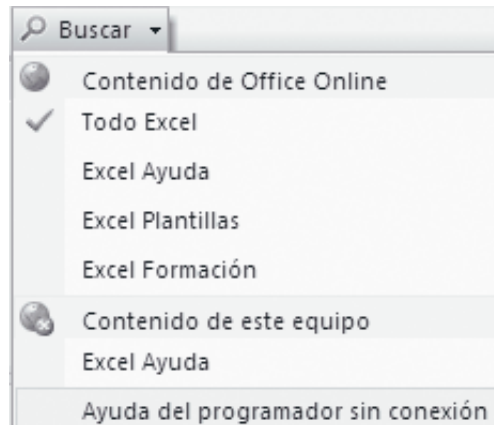 Buscar
Contenido de Office Online
Todo Excel
Excel Ayuda
Excel Plantillas
Excel Formación
Contenido de este equipo
Excel Ayuda
Ayuda del programador sin conexión